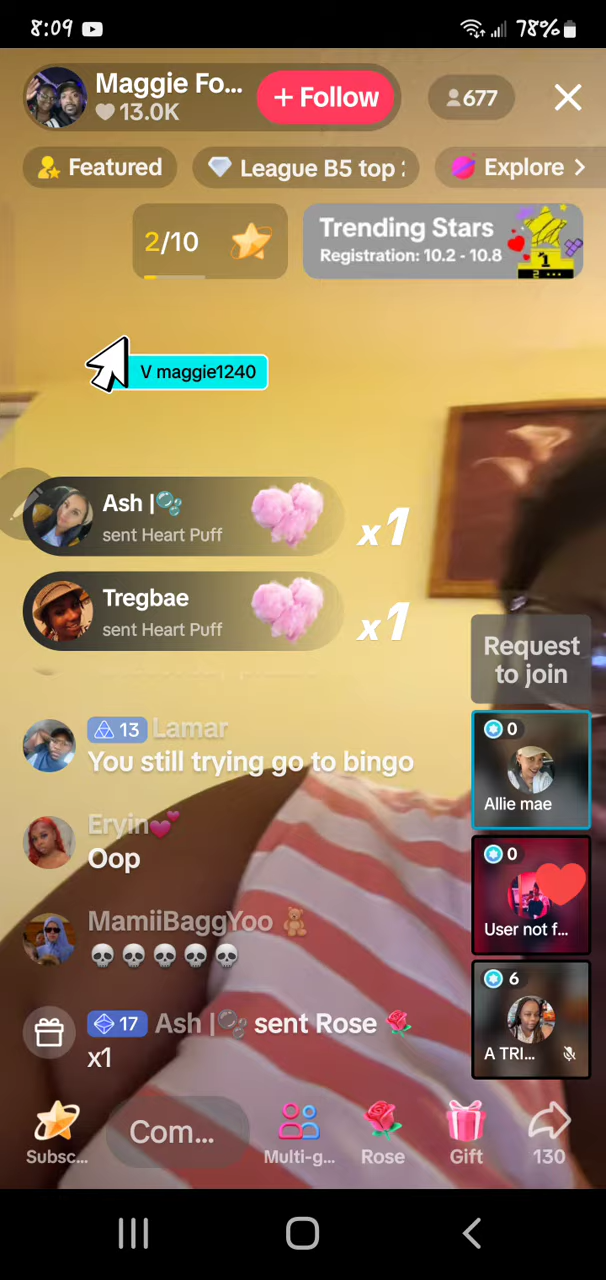 8:09
78%
Maggie Fo...
13.0K
+ Follow
677
Featured
League B5 top
Explore >
2/10
Trending Stars
Registration: 10.2 - 10.8
1
2
V maggie1240
Ash |🫧
sent Heart Puff
x1
Tregbae
sent Heart Puff
x1
Request
to join
13 Lamar
You still trying go to bingo
Eryin💕
Oop
MamiiBaggYoo 🧸
💀💀💀💀💀
17 Ash |🫧 sent Rose 🌹
x1
0
Allie mae
0
User not f...
6
A TRI...
Subsc...
Com...
Multi-g...
Rose
Gift
130